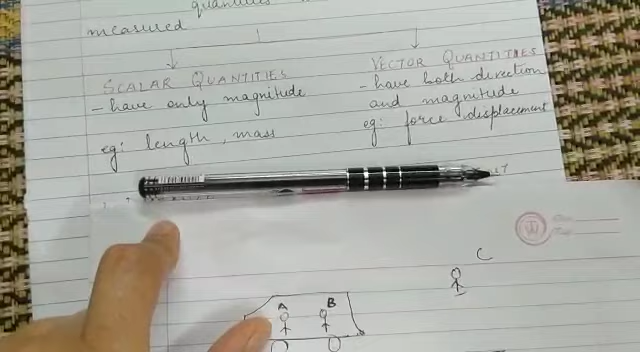 quantities
measured
SCALAR QUANTITIES
- have only magnitude
eg: length, mass
VECTOR QUANTITIES
- have both direction
and magnitude
eg: force displacement
C
A B